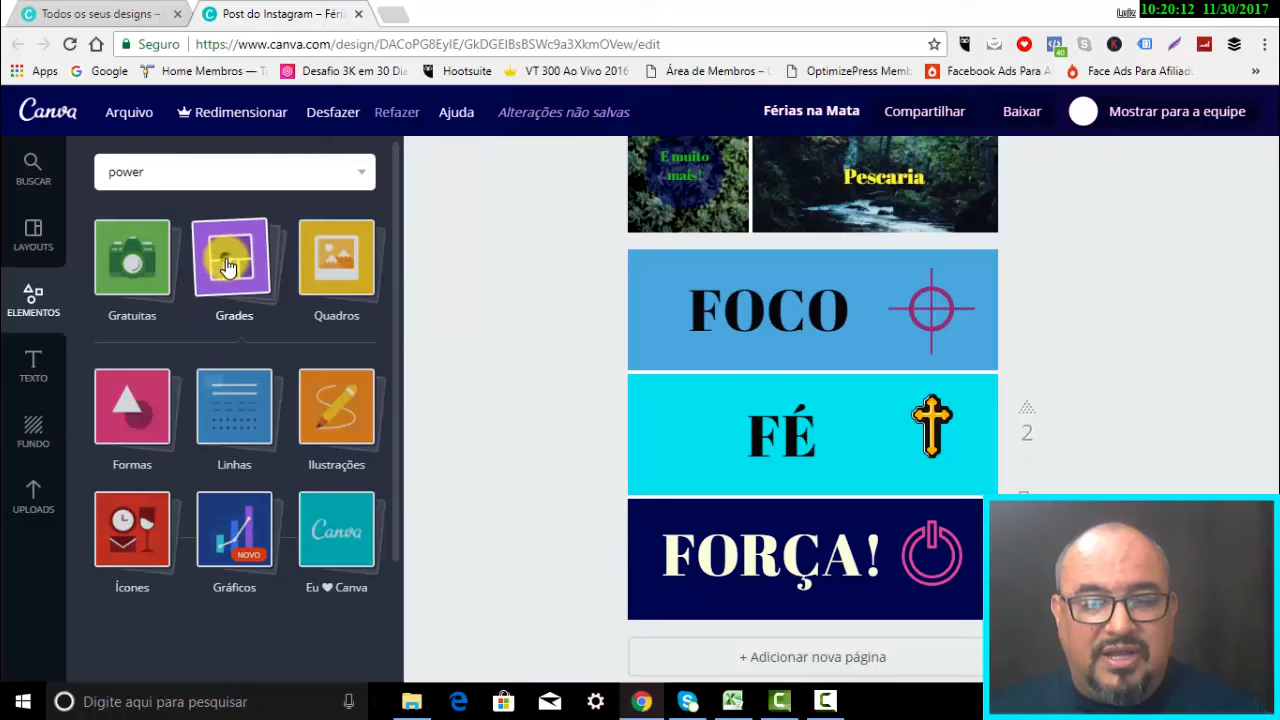 Todos os seus designs –
Post do Instagram – Féri
Luiz
10:20:12 11/30/2017
Seguro
https://www.canva.com/design/DACoPG8EyIE/GkDGEIBsBSWc9a3XkmOVew/edit
40
Apps
Google
Home Membros —
Desafio 3K em 30 Dia
Hootsuite
VT 300 Ao Vivo 2016
Área de Membros –
OptimizePress Memb
Facebook Ads Para A
Face Ads Para Afiliad
»
Canva
Arquivo
Redimensionar
Desfazer
Refazer
Ajuda
Alterações não salvas
Férias na Mata
Compartilhar
Baixar
Mostrar para a equipe
BUSCAR
LAYOUTS
ELEMENTOS
TEXTO
FUNDO
UPLOADS
power
Gratuitas
Grades
Quadros
Formas
Linhas
Ilustrações
NOVO
Canva
Ícones
Gráficos
Eu ♥ Canva
E muito
mais!
Pescaria
FOCO
FÉ
FORÇA!
2
+ Adicionar nova página
Digite aqui para pesquisar